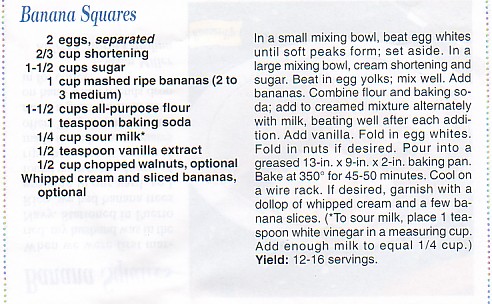 Banana Squares
2 eggs, separated
2/3 cup shortening
1-1/2 cups sugar
1 cup mashed ripe bananas (2 to
3 medium)
1-1/2 cups all-purpose flour
1 teaspoon baking soda
1/4 cup sour milk*
1/2 teaspoon vanilla extract
1/2 cup chopped walnuts, optional
Whipped cream and sliced bananas,
optional
In a small mixing bowl, beat egg whites
until soft peaks form; set aside. In a
large mixing bowl, cream shortening and
sugar. Beat in egg yolks; mix well. Add
bananas. Combine flour and baking so-
da; add to creamed mixture alternately
with milk, beating well after each addi-
tion. Add vanilla. Fold in egg whites.
Fold in nuts if desired. Pour into a
greased 13-in. x 9-in. x 2-in. baking pan.
Bake at 350° for 45-50 minutes. Cool on
a wire rack. If desired, garnish with a
dollop of whipped cream and a few ba-
nana slices. (*To sour milk, place 1 tea-
spoon white vinegar in a measuring cup.
Add enough milk to equal 1/4 cup.)
Yield: 12-16 servings.